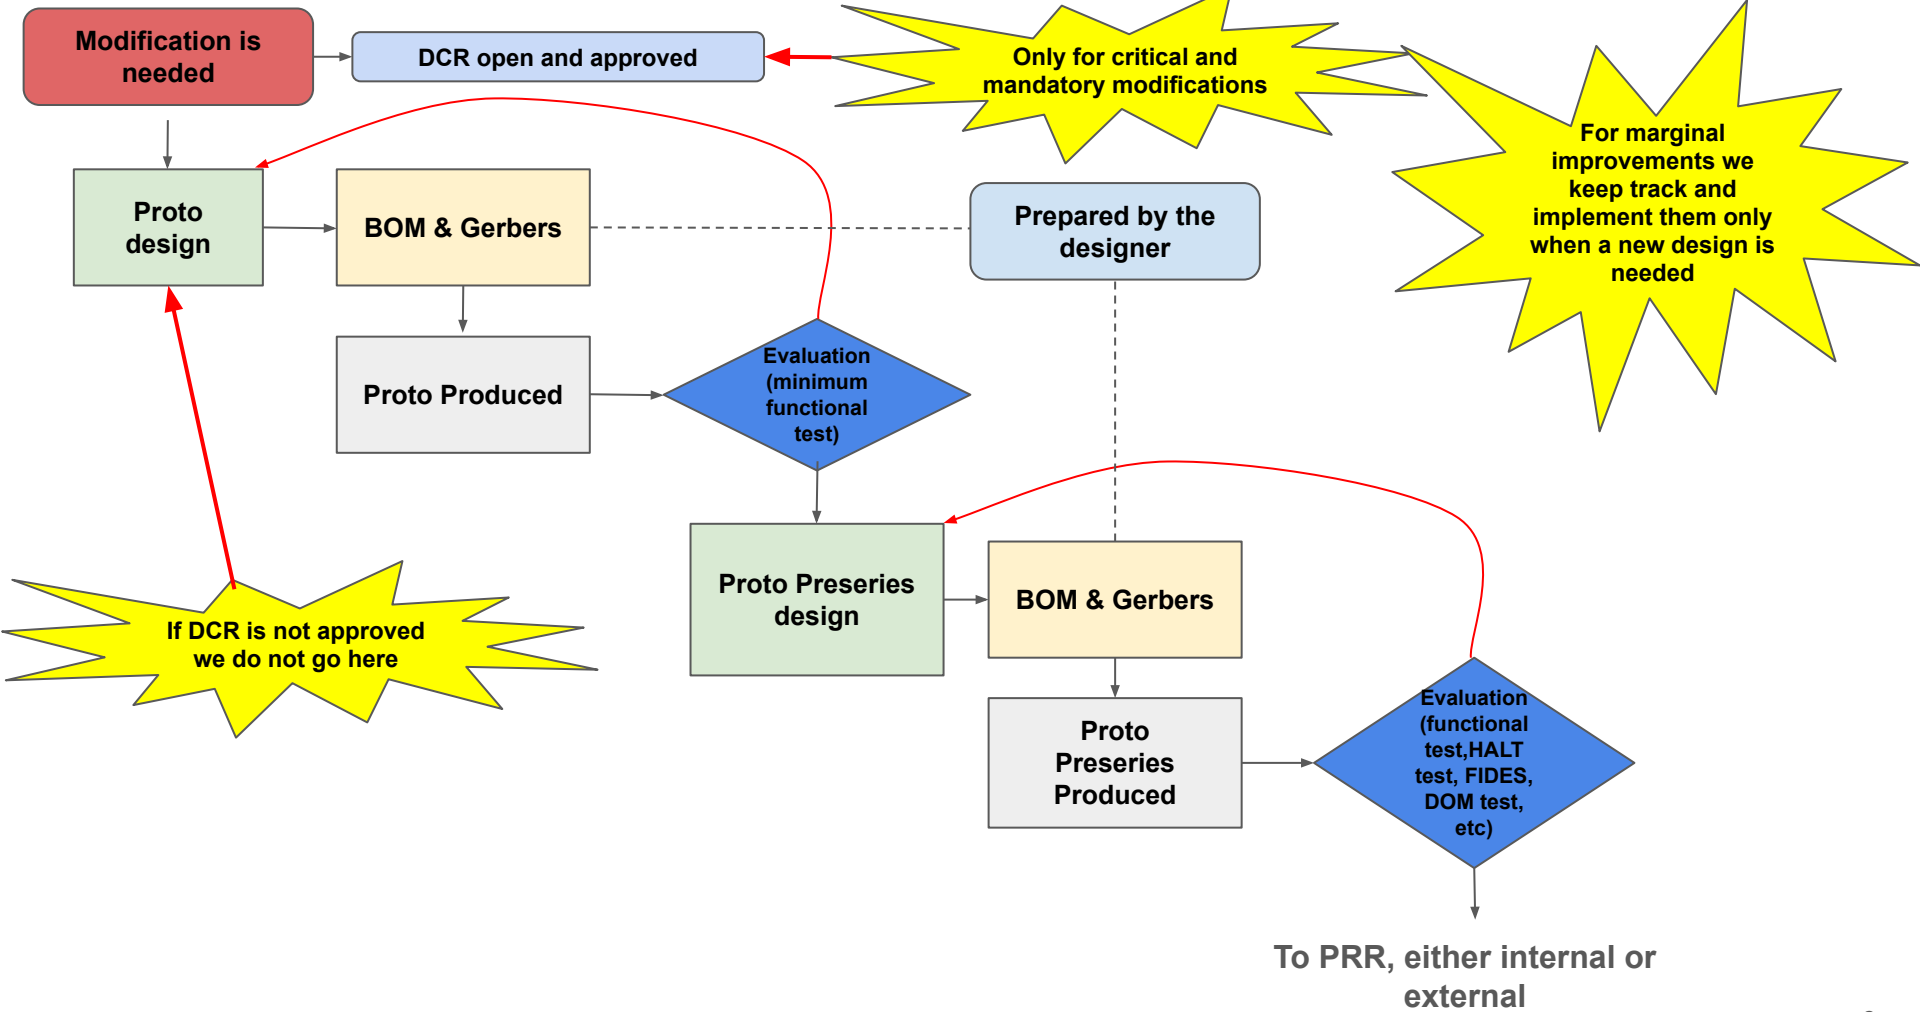 Modification is
needed
DCR open and approved
Only for critical and
mandatory modifications
For marginal
improvements we
keep track and
implement them only
when a new design is
needed
Proto
design
BOM & Gerbers
Prepared by the
designer
Proto Produced
Evaluation
(minimum
functional
test)
If DCR is not approved
we do not go here
Proto Preseries
design
BOM & Gerbers
Proto
Preseries
Produced
Evaluation
(functional
test,HALT
test, FIDES,
DOM test,
etc)
To PRR, either internal or
external